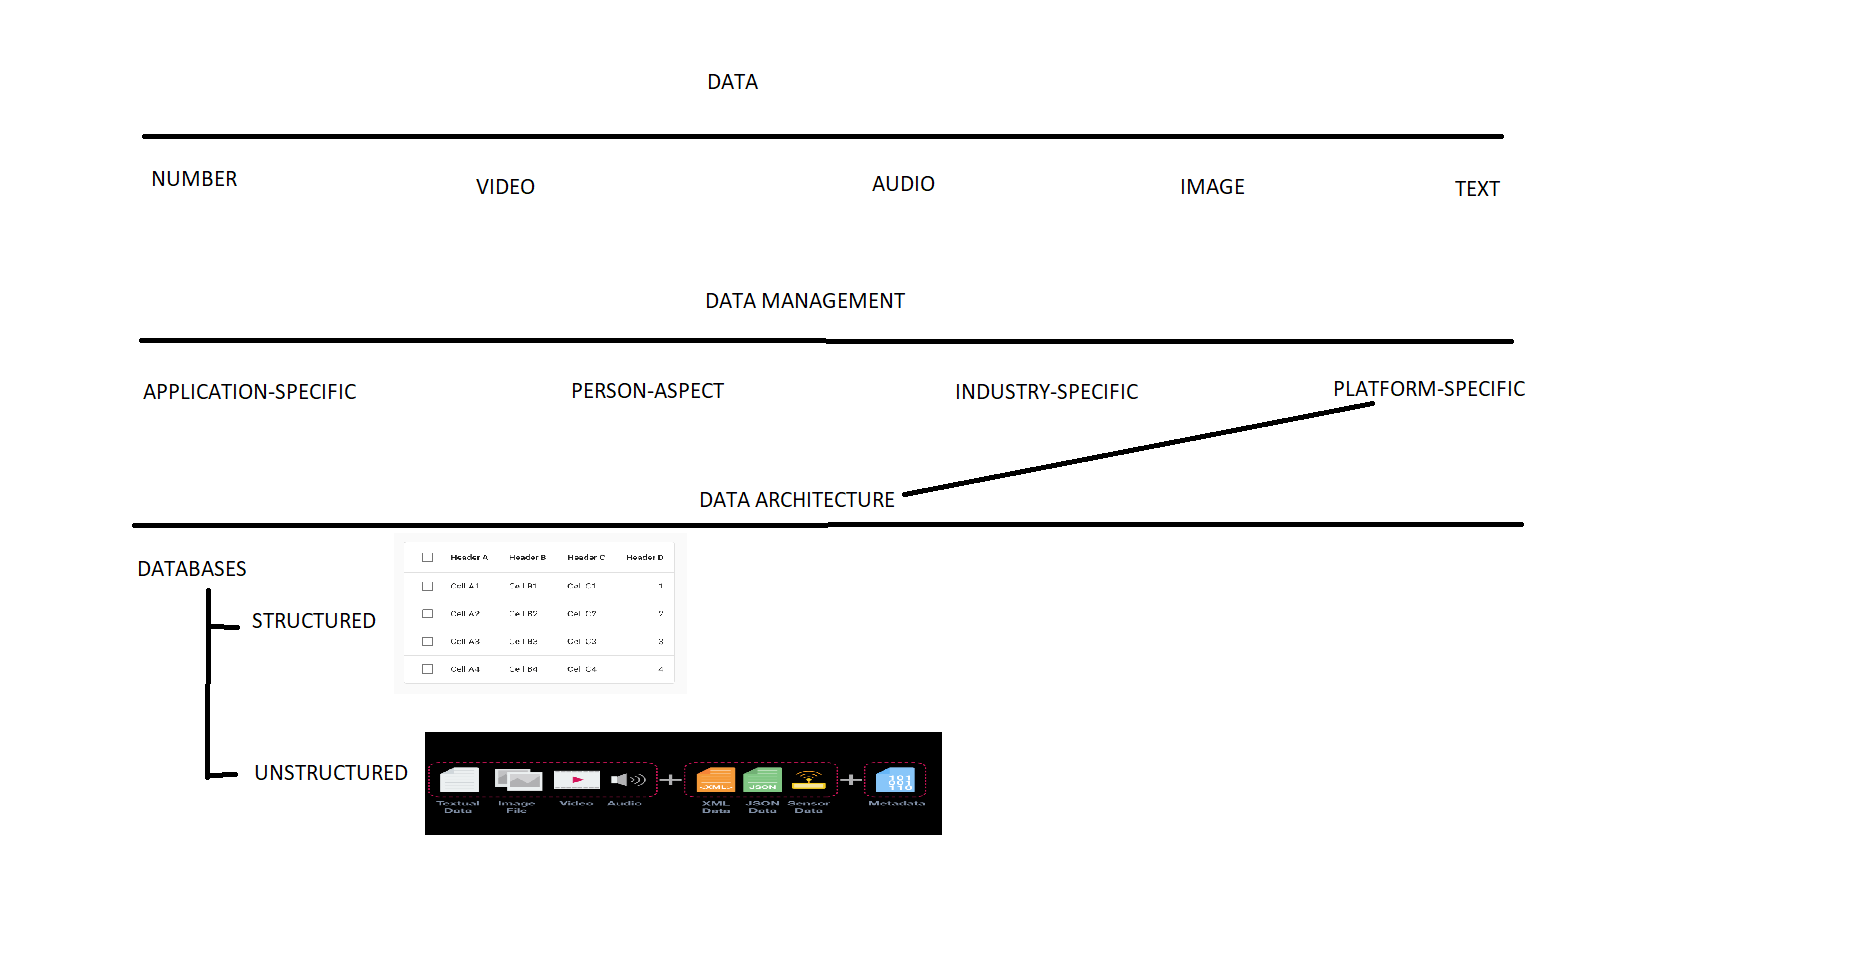 DATA
NUMBER VIDEO AUDIO IMAGE TEXT
DATA MANAGEMENT
APPLICATION-SPECIFIC PERSON-ASPECT INDUSTRY-SPECIFIC PLATFORM-SPECIFIC
DATA ARCHITECTURE
DATABASES
Header A Header B Header C Header D
Cell A1 Cell B1 Cell C1 1
Cell A2 Cell B2 Cell C2 2
STRUCTURED
Cell A3 Cell B3 Cell C3 3
Cell A4 Cell B4 Cell C4 4
UNSTRUCTURED
<XML> JSON
Textual Image Video Audio XML JSON Sensor Metadata
Data File Data Data Data